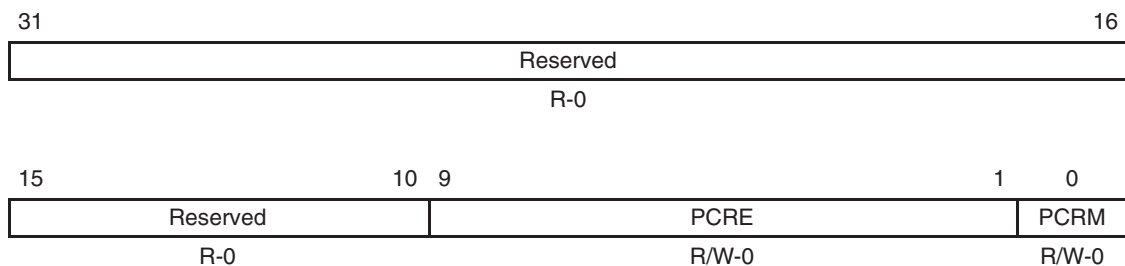 31 16
Reserved
R-0
15 10 9 1 0
Reserved PCRE PCRM
R-0 R/W-0 R/W-0